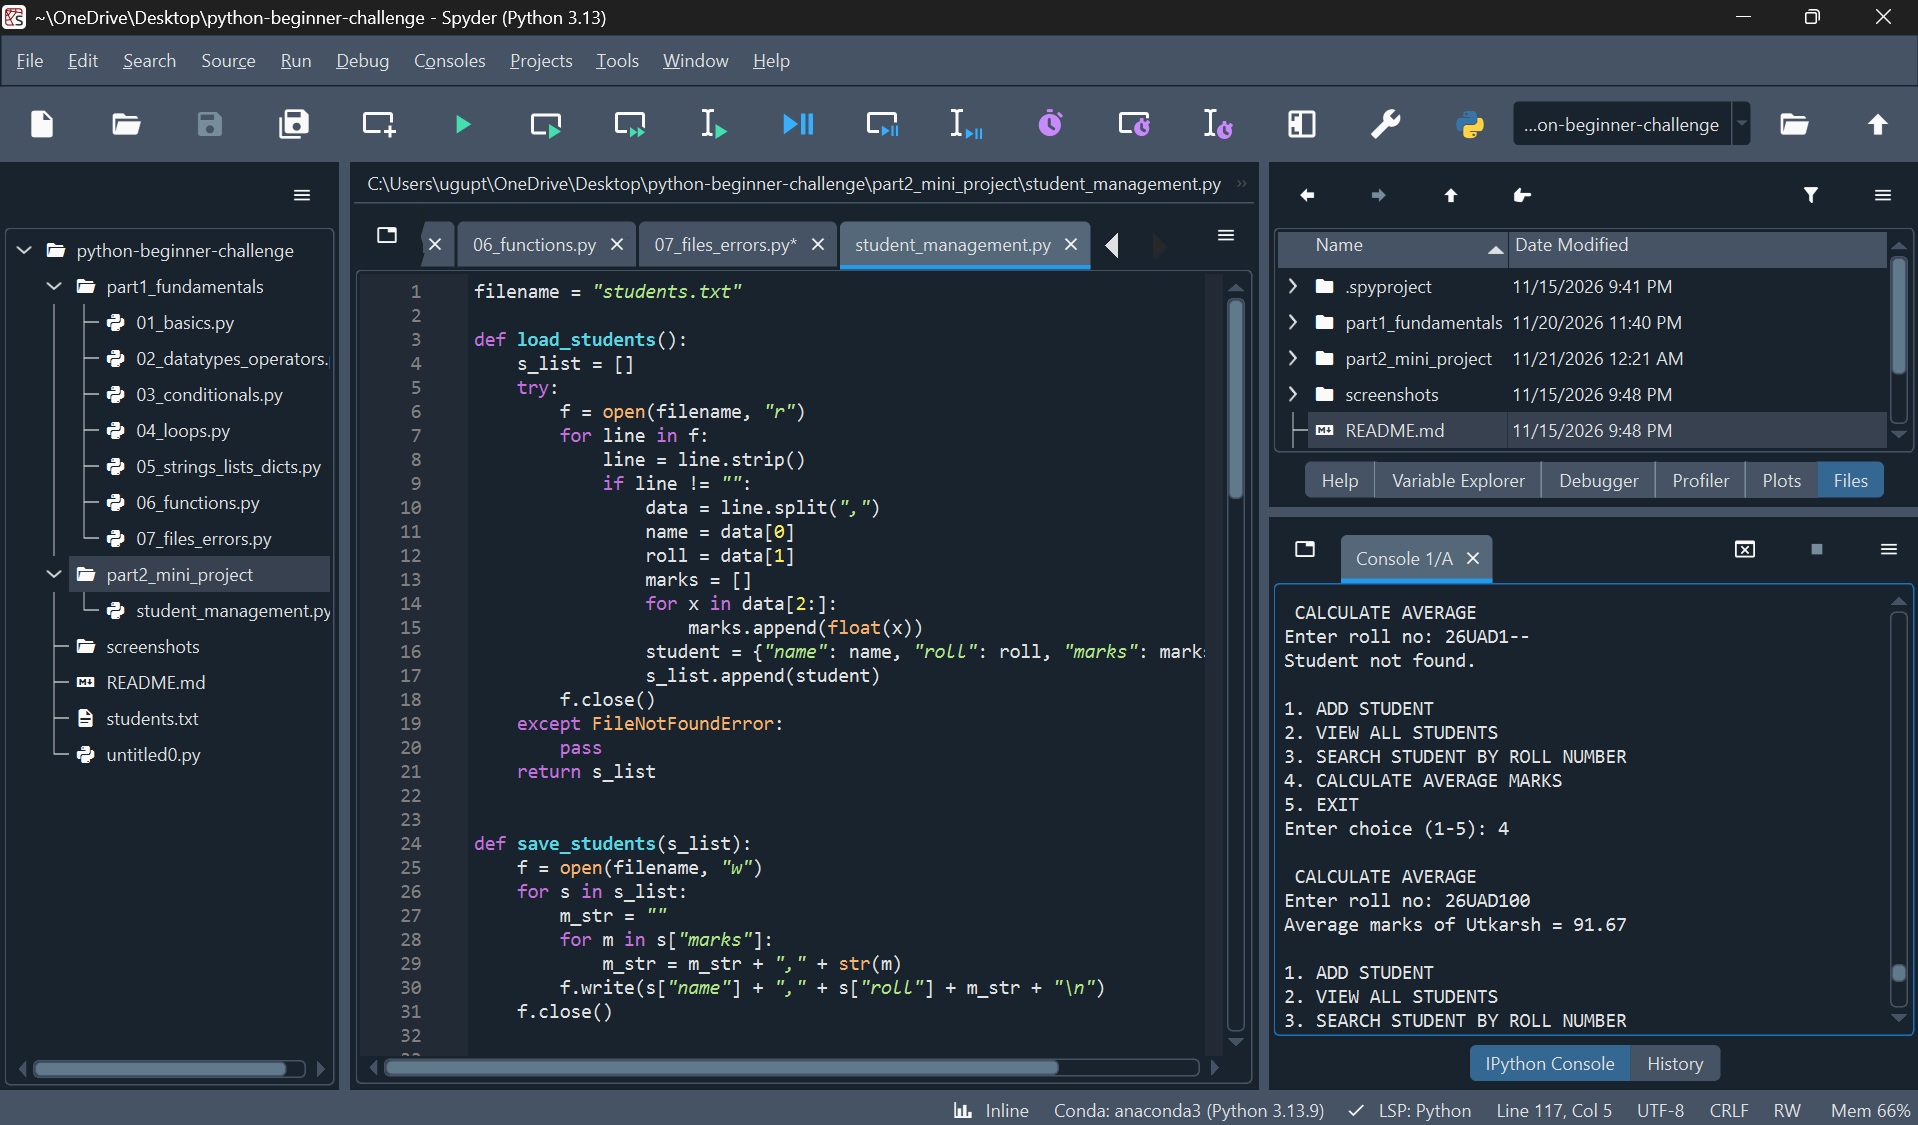 ~\OneDrive\Desktop\python-beginner-challenge - Spyder (Python 3.13)
File Edit Search Source Run Debug Consoles Projects Tools Window Help
...on-beginner-challenge
python-beginner-challenge
part1_fundamentals
01_basics.py
02_datatypes_operators.
03_conditionals.py
04_loops.py
05_strings_lists_dicts.py
06_functions.py
07_files_errors.py
part2_mini_project
student_management.py
screenshots
README.md
students.txt
untitled0.py
C:\Users\ugupt\OneDrive\Desktop\python-beginner-challenge\part2_mini_project\student_management.py
06_functions.py 07_files_errors.py* student_management.py
1 filename = "students.txt"
2
3 def load_students():
4     s_list = []
5     try:
6         f = open(filename, "r")
7         for line in f:
8             line = line.strip()
9             if line != "":
10                 data = line.split(",")
11                 name = data[0]
12                 roll = data[1]
13                 marks = []
14                 for x in data[2:]:
15                     marks.append(float(x))
16                 student = {"name": name, "roll": roll, "marks": mark
17                 s_list.append(student)
18         f.close()
19     except FileNotFoundError:
20         pass
21     return s_list
22
23
24 def save_students(s_list):
25     f = open(filename, "w")
26     for s in s_list:
27         m_str = ""
28         for m in s["marks"]:
29             m_str = m_str + "," + str(m)
30         f.write(s["name"] + "," + s["roll"] + m_str + "\n")
31     f.close()
32
Name Date Modified
.spyproject 11/15/2026 9:41 PM
part1_fundamentals 11/20/2026 11:40 PM
part2_mini_project 11/21/2026 12:21 AM
screenshots 11/15/2026 9:48 PM
README.md 11/15/2026 9:48 PM
Help Variable Explorer Debugger Profiler Plots Files
Console 1/A
CALCULATE AVERAGE
Enter roll no: 26UAD1--
Student not found.
1. ADD STUDENT
2. VIEW ALL STUDENTS
3. SEARCH STUDENT BY ROLL NUMBER
4. CALCULATE AVERAGE MARKS
5. EXIT
Enter choice (1-5): 4
CALCULATE AVERAGE
Enter roll no: 26UAD100
Average marks of Utkarsh = 91.67
1. ADD STUDENT
2. VIEW ALL STUDENTS
3. SEARCH STUDENT BY ROLL NUMBER
IPython Console History
Inline Conda: anaconda3 (Python 3.13.9) LSP: Python Line 117, Col 5 UTF-8 CRLF RW Mem 66%